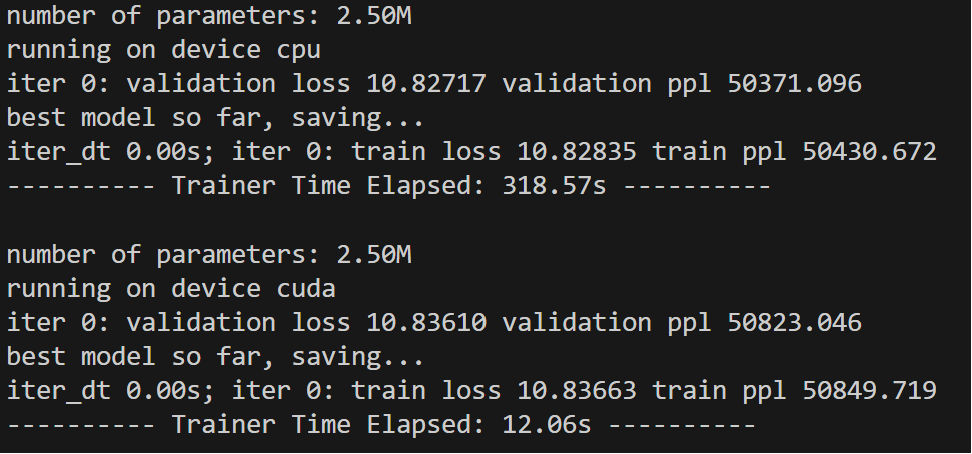 number of parameters: 2.50M
running on device cpu
iter 0: validation loss 10.82717 validation ppl 50371.096
best model so far, saving...
iter_dt 0.00s; iter 0: train loss 10.82835 train ppl 50430.672
---------- Trainer Time Elapsed: 318.57s ----------
number of parameters: 2.50M
running on device cuda
iter 0: validation loss 10.83610 validation ppl 50823.046
best model so far, saving...
iter_dt 0.00s; iter 0: train loss 10.83663 train ppl 50849.719
---------- Trainer Time Elapsed: 12.06s ----------